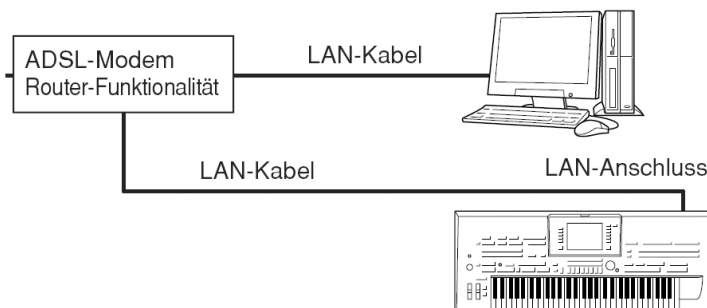 ADSL-Modem
Router-Funktionalität
LAN-Kabel
LAN-Kabel
LAN-Anschluss